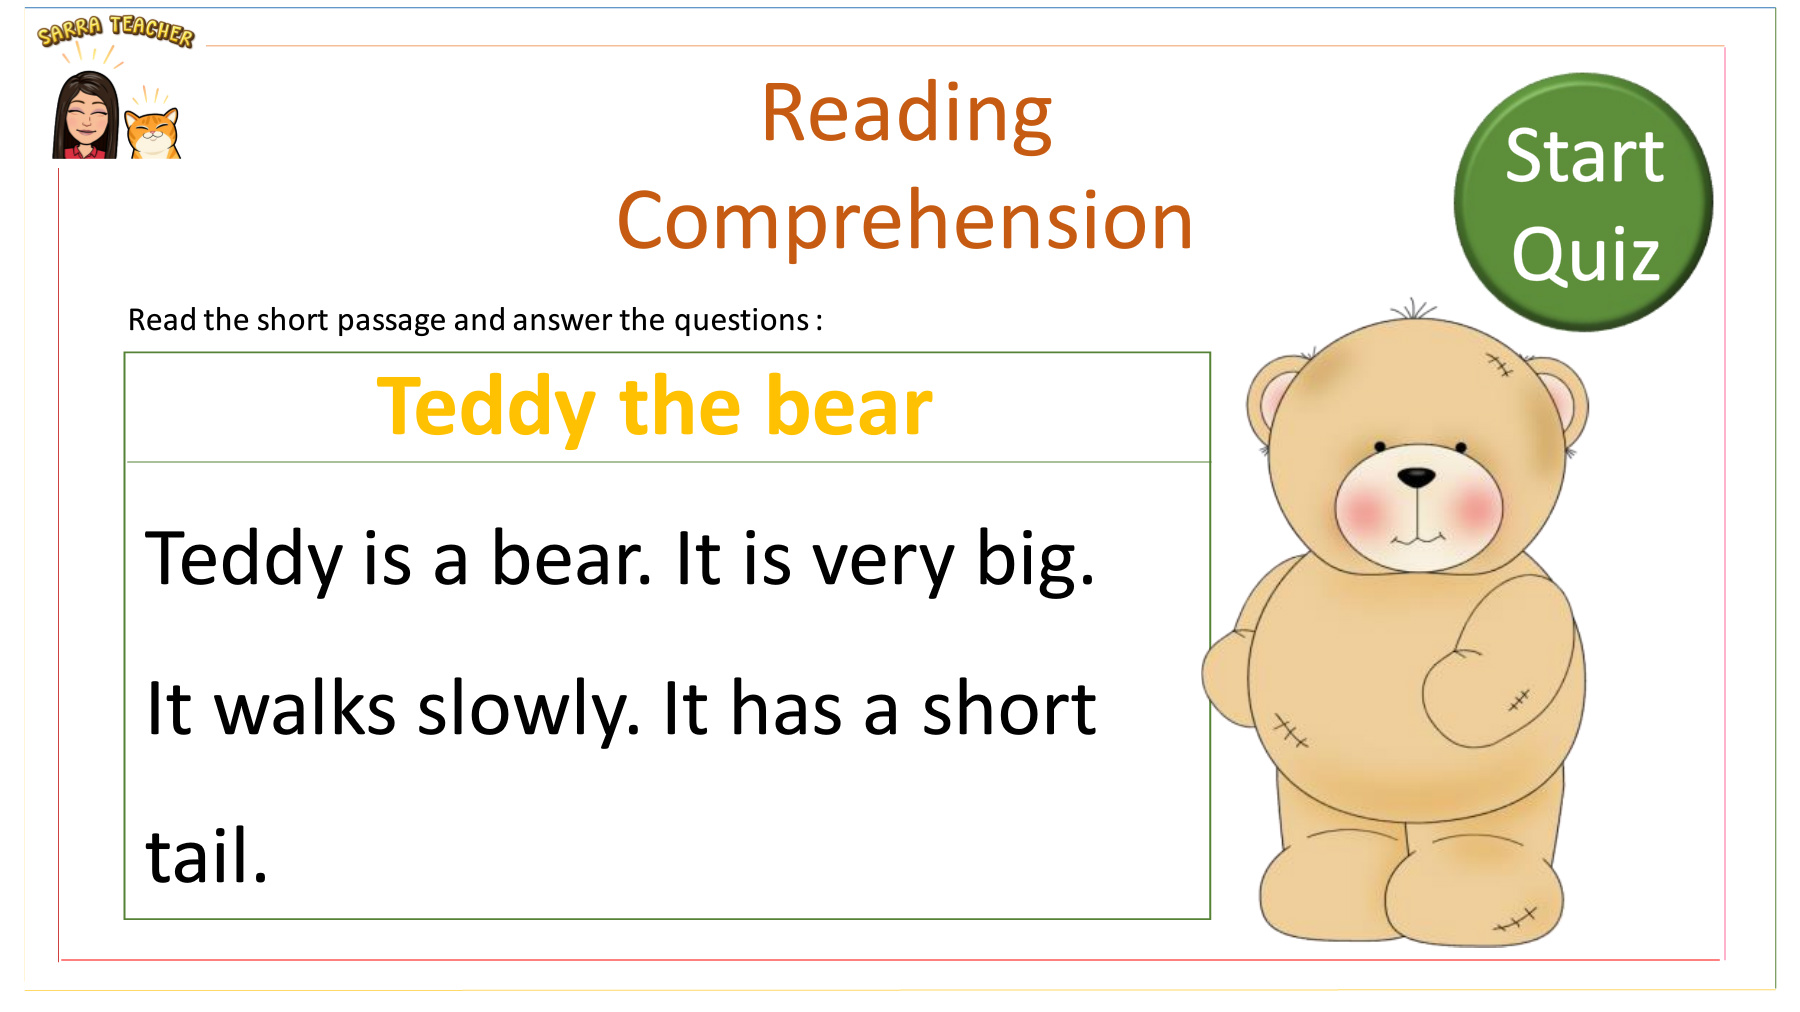 SARRA TEACHER
Reading
Comprehension
Start
Quiz
Read the short passage and answer the questions :
Teddy the bear
Teddy is a bear. It is very big.
It walks slowly. It has a short
tail.